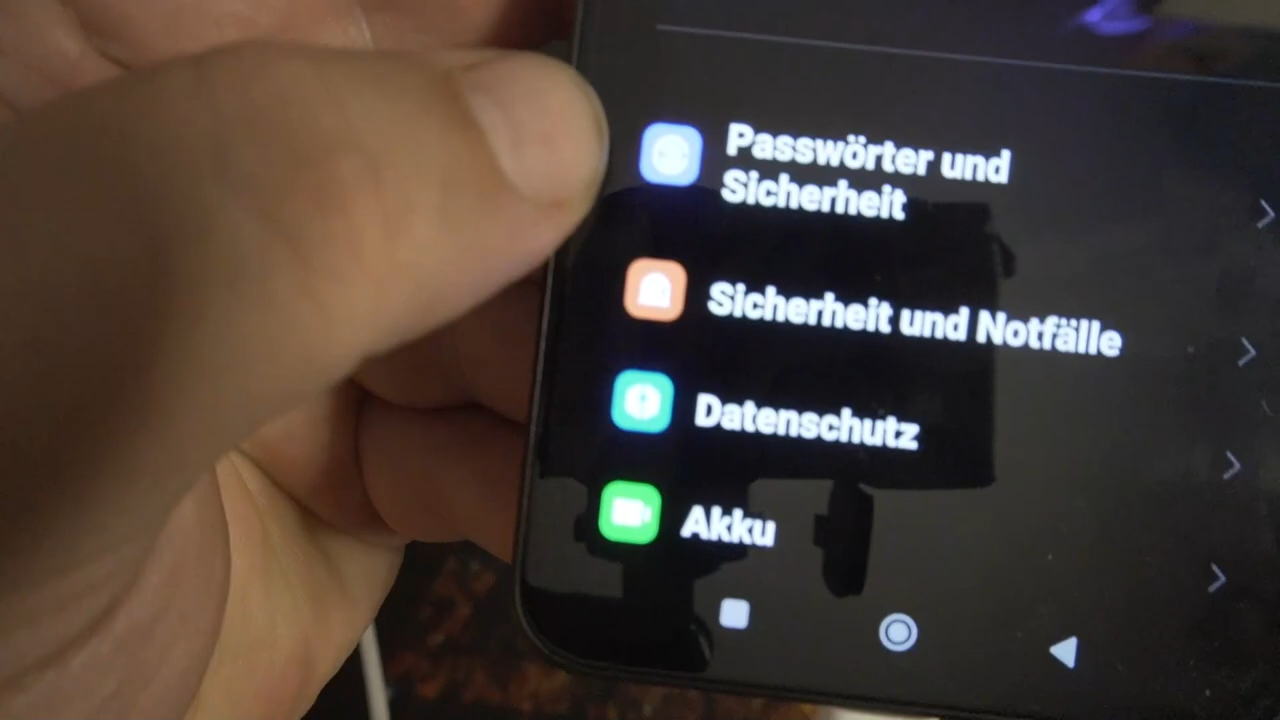 Passwörter und
Sicherheit
Sicherheit und Notfälle
Datenschutz
Akku